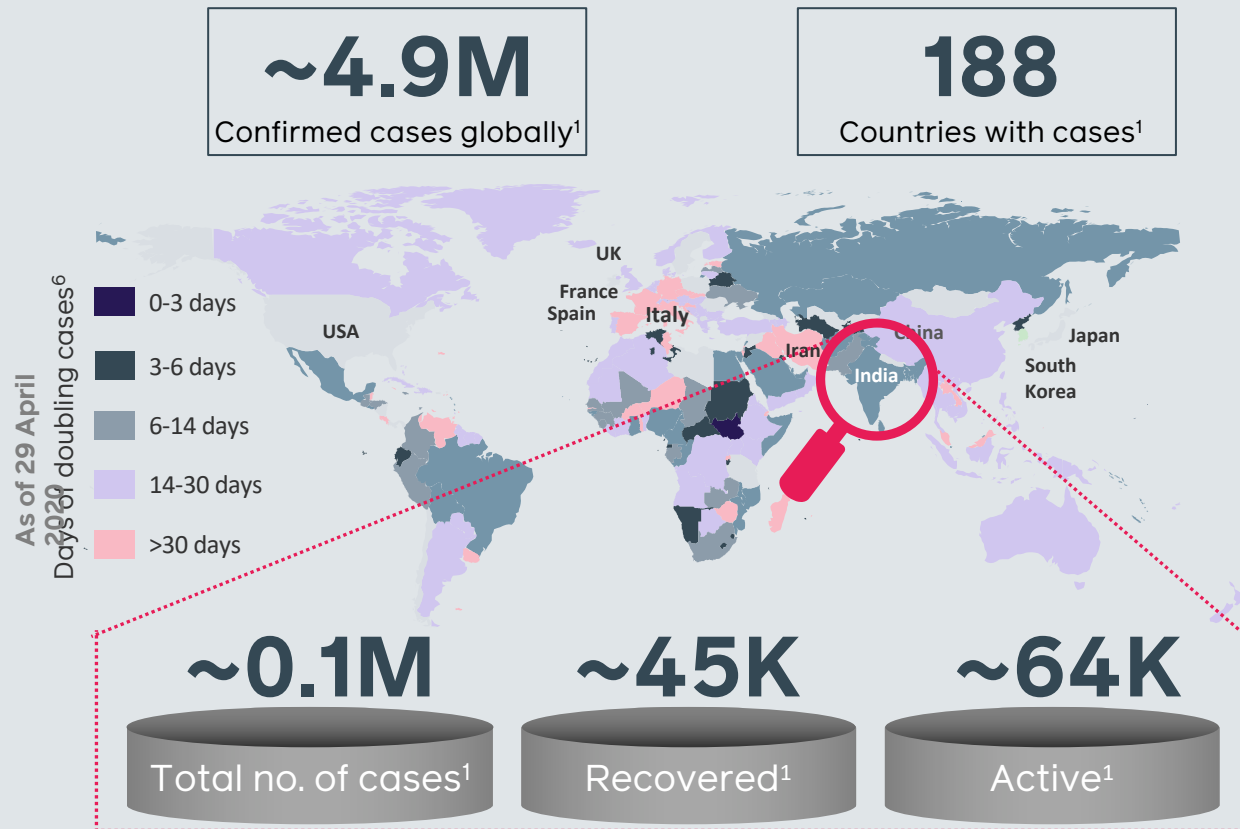 ~4.9M
Confirmed cases globally¹
188
Countries with cases¹
As of 29 April
2020
Days of doubling cases⁶
0-3 days
3-6 days
6-14 days
14-30 days
>30 days
USA
UK
France
Spain
Italy
Iran
China
India
Japan
South
Korea
~0.1M
Total no. of cases¹
~45K
Recovered¹
~64K
Active¹